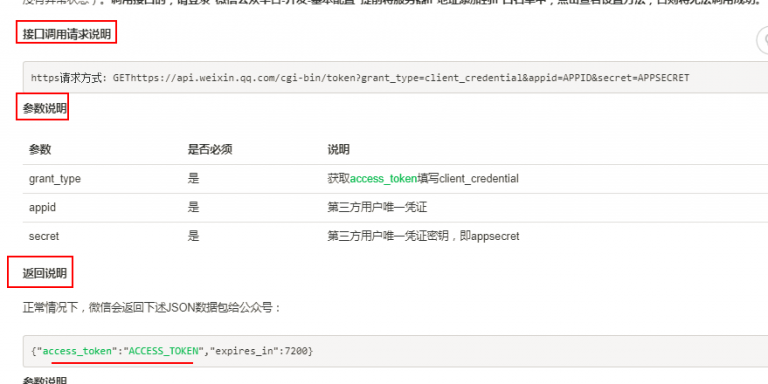 接口调用请求说明
https请求方式: GEThttps://api.weixin.qq.com/cgi-bin/token?grant_type=client_credential&appid=APPID&secret=APPSECRET
参数说明
参数 是否必须 说明
grant_type 是 获取access_token填写client_credential
appid 是 第三方用户唯一凭证
secret 是 第三方用户唯一凭证密钥，即appsecret
返回说明
正常情况下，微信会返回下述JSON数据包给公众号：
{"access_token":"ACCESS_TOKEN","expires_in":7200}
参数说明